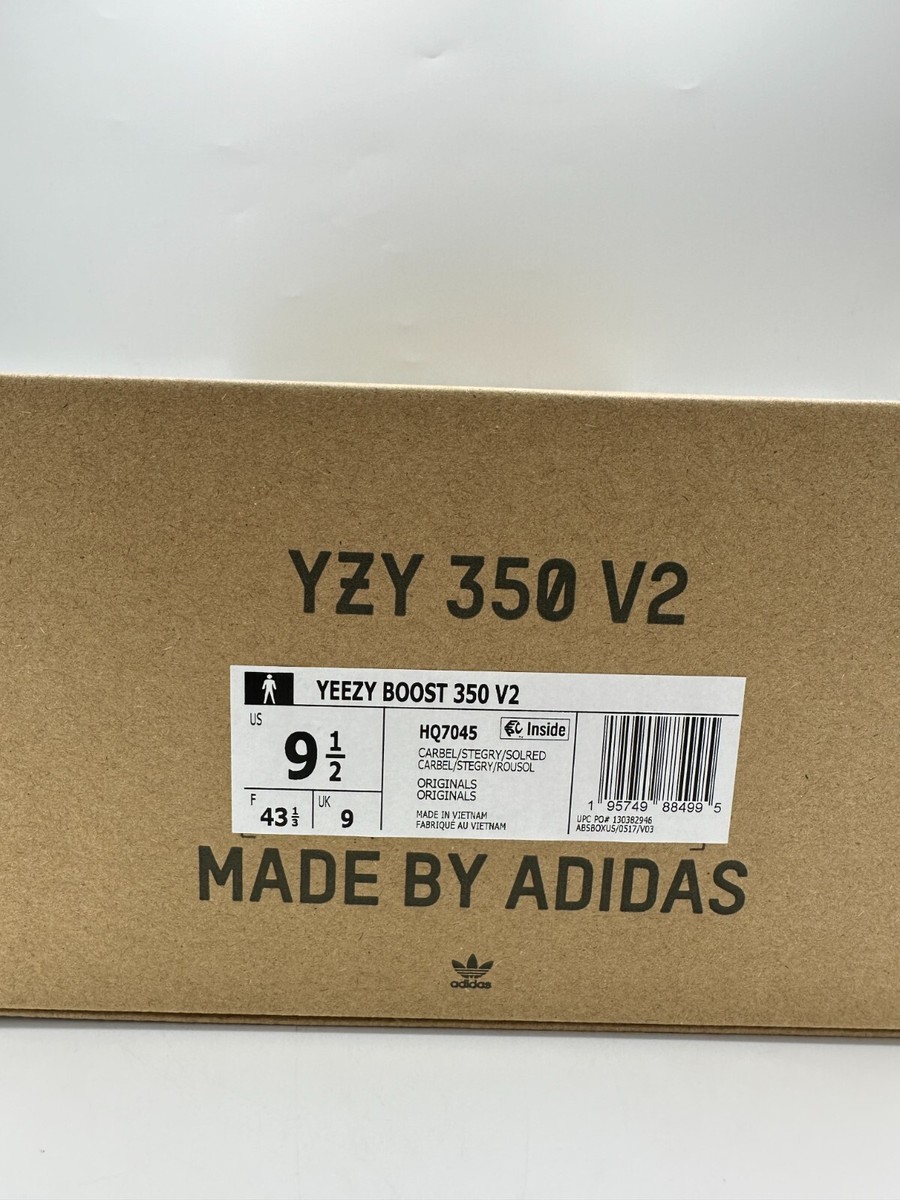 YZY 350 V2
YEEZY BOOST 350 V2
US
9 1/2
F
43 1/3
UK
9
HQ7045
Inside
CARBEL/STEGRY/SOLRED
CARBEL/STEGRY/ROUSOL
ORIGINALS
ORIGINALS
MADE IN VIETNAM
FABRIQUÉ AU VIETNAM
1 95749 88499 5
UPC PO# 130382946
ABSBOXUS/0517/V03
MADE BY ADIDAS
adidas